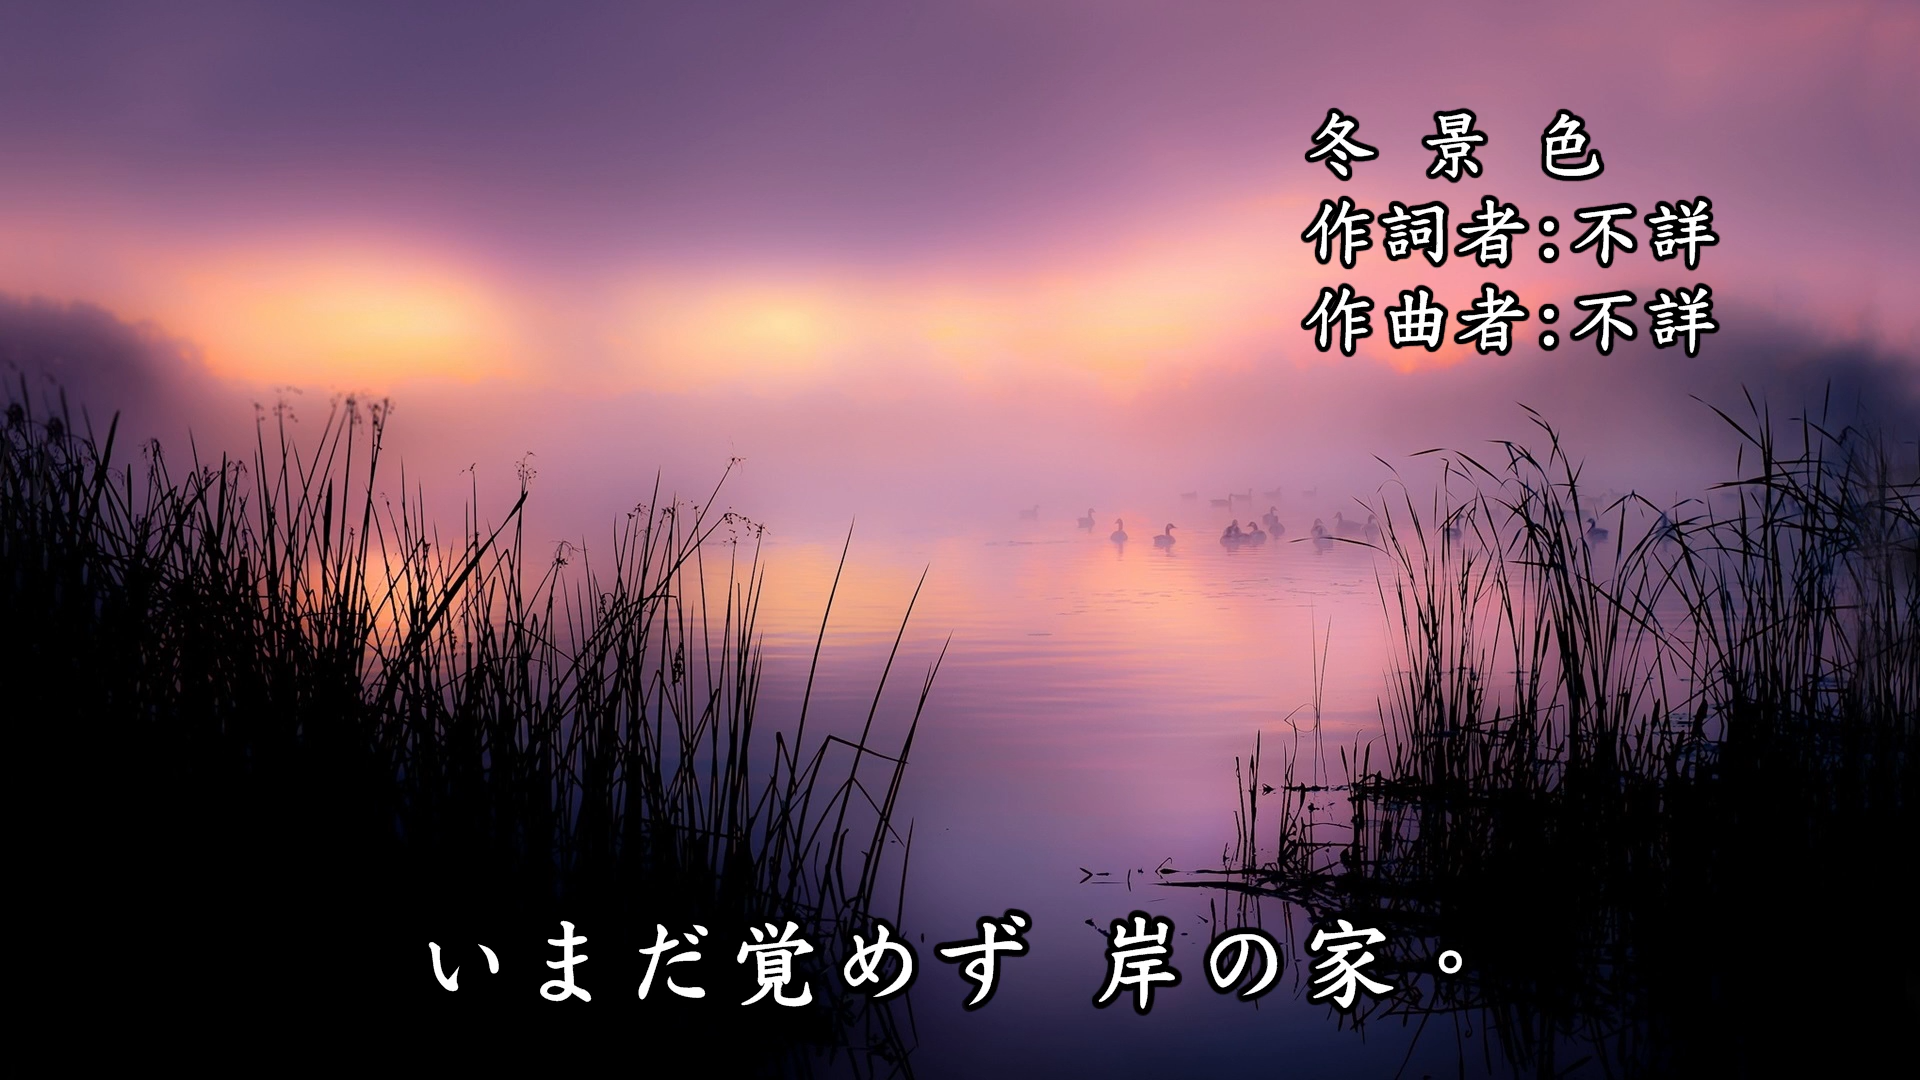 冬 景 色
作詞者:不詳
作曲者:不詳
いまだ覚めず 岸の家。